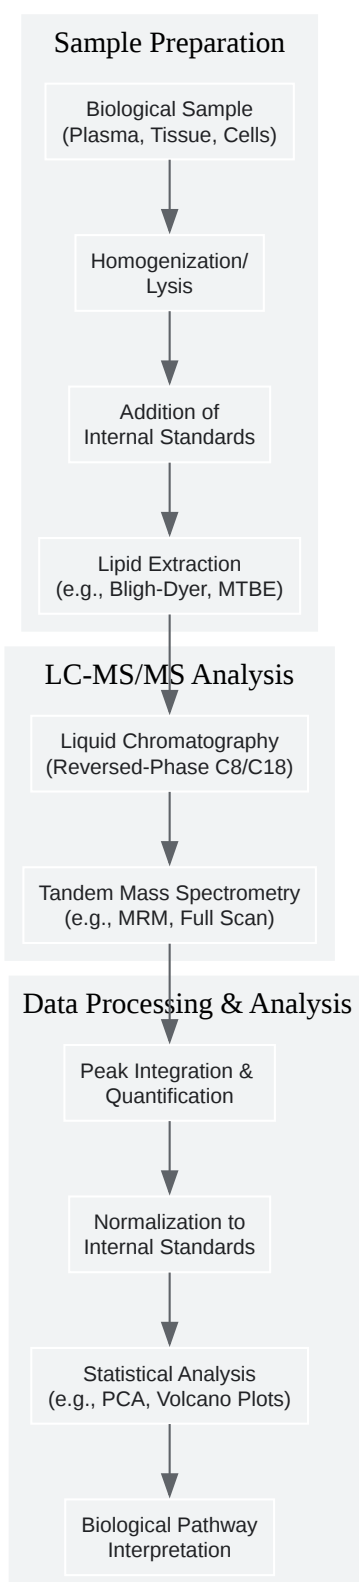 Sample Preparation
Biological Sample
(Plasma, Tissue, Cells)
Homogenization/
Lysis
Addition of
Internal Standards
Lipid Extraction
(e.g., Bligh-Dyer, MTBE)
LC-MS/MS Analysis
Liquid Chromatography
(Reversed-Phase C8/C18)
Tandem Mass Spectrometry
(e.g., MRM, Full Scan)
Data Processing & Analysis
Peak Integration &
Quantification
Normalization to
Internal Standards
Statistical Analysis
(e.g., PCA, Volcano Plots)
Biological Pathway
Interpretation